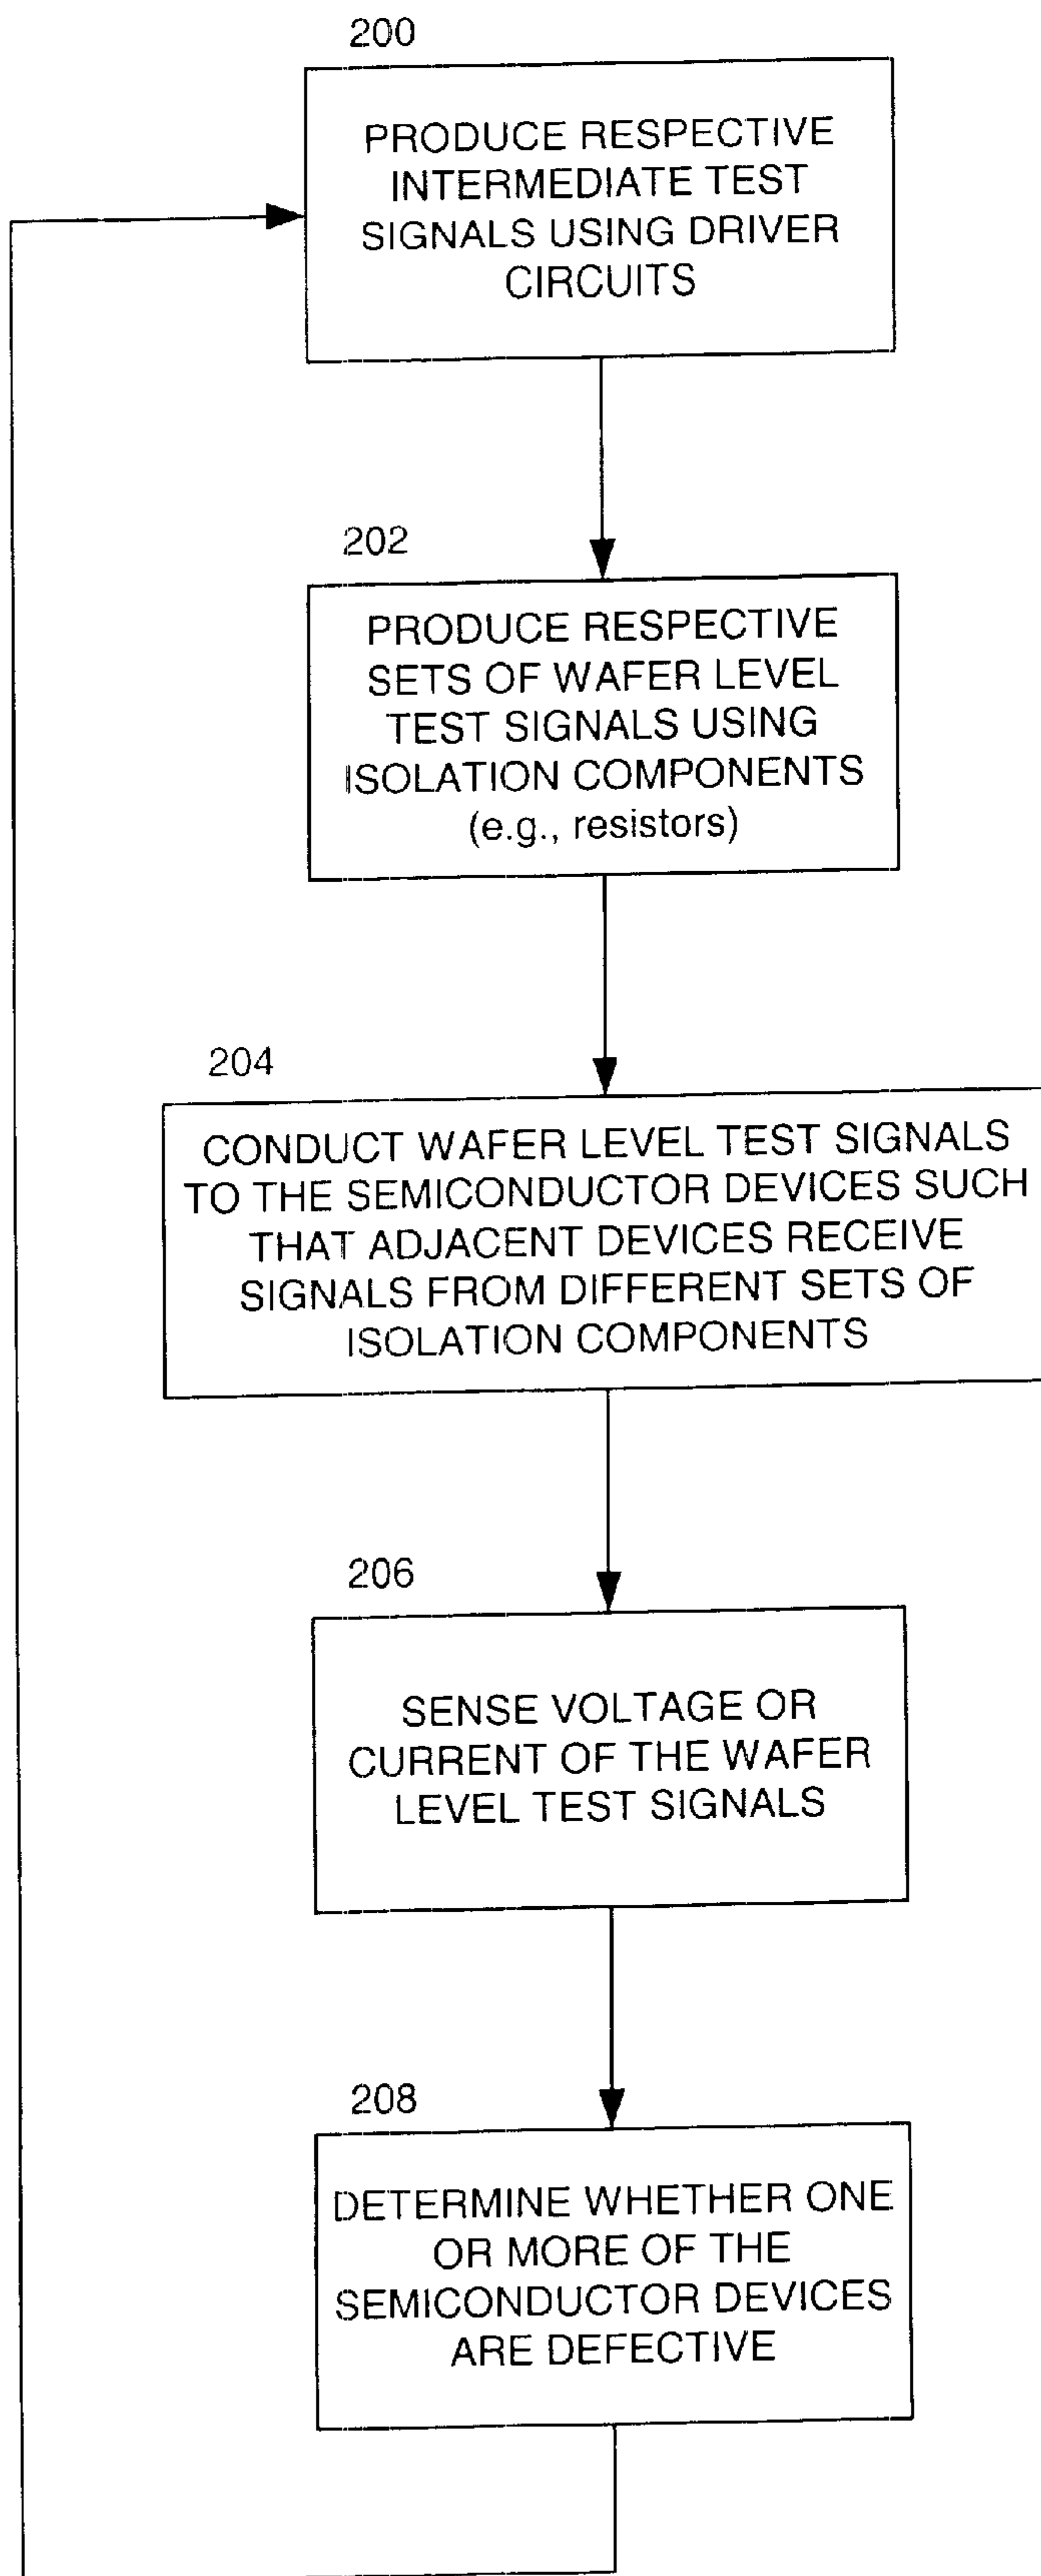 200
PRODUCE RESPECTIVE
INTERMEDIATE TEST
SIGNALS USING DRIVER
CIRCUITS
202
PRODUCE RESPECTIVE
SETS OF WAFER LEVEL
TEST SIGNALS USING
ISOLATION COMPONENTS
(e.g., resistors)
204
CONDUCT WAFER LEVEL TEST SIGNALS
TO THE SEMICONDUCTOR DEVICES SUCH
THAT ADJACENT DEVICES RECEIVE
SIGNALS FROM DIFFERENT SETS OF
ISOLATION COMPONENTS
206
SENSE VOLTAGE OR
CURRENT OF THE WAFER
LEVEL TEST SIGNALS
208
DETERMINE WHETHER ONE
OR MORE OF THE
SEMICONDUCTOR DEVICES
ARE DEFECTIVE